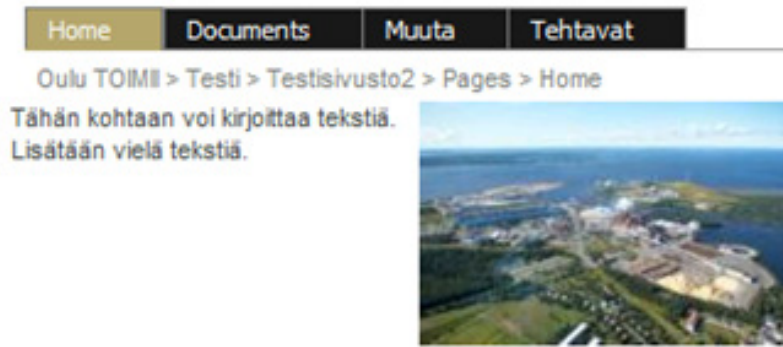 Home Documents Muuta Tehtavat
Oulu TOIMII > Testi > Testisivusto2 > Pages > Home
Tähän kohtaan voi kirjoittaa tekstiä.
Lisätään vielä tekstiä.